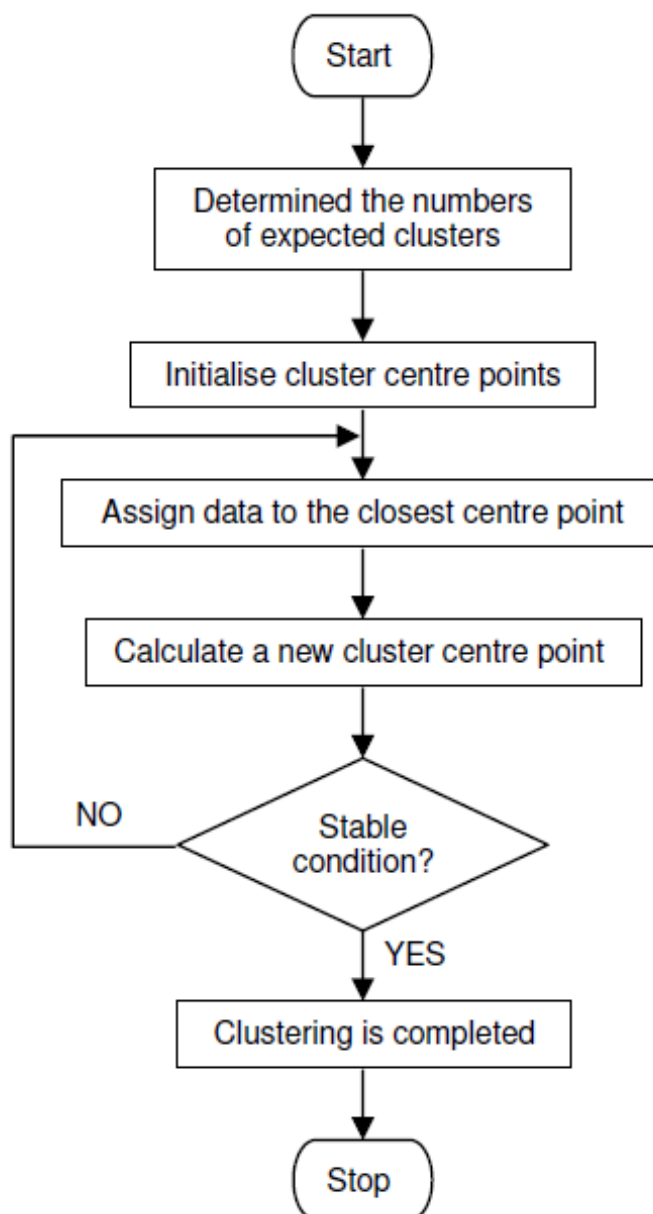 Start
Determined the numbers
of expected clusters
Initialise cluster centre points
Assign data to the closest centre point
Calculate a new cluster centre point
NO
Stable
condition?
YES
Clustering is completed
Stop